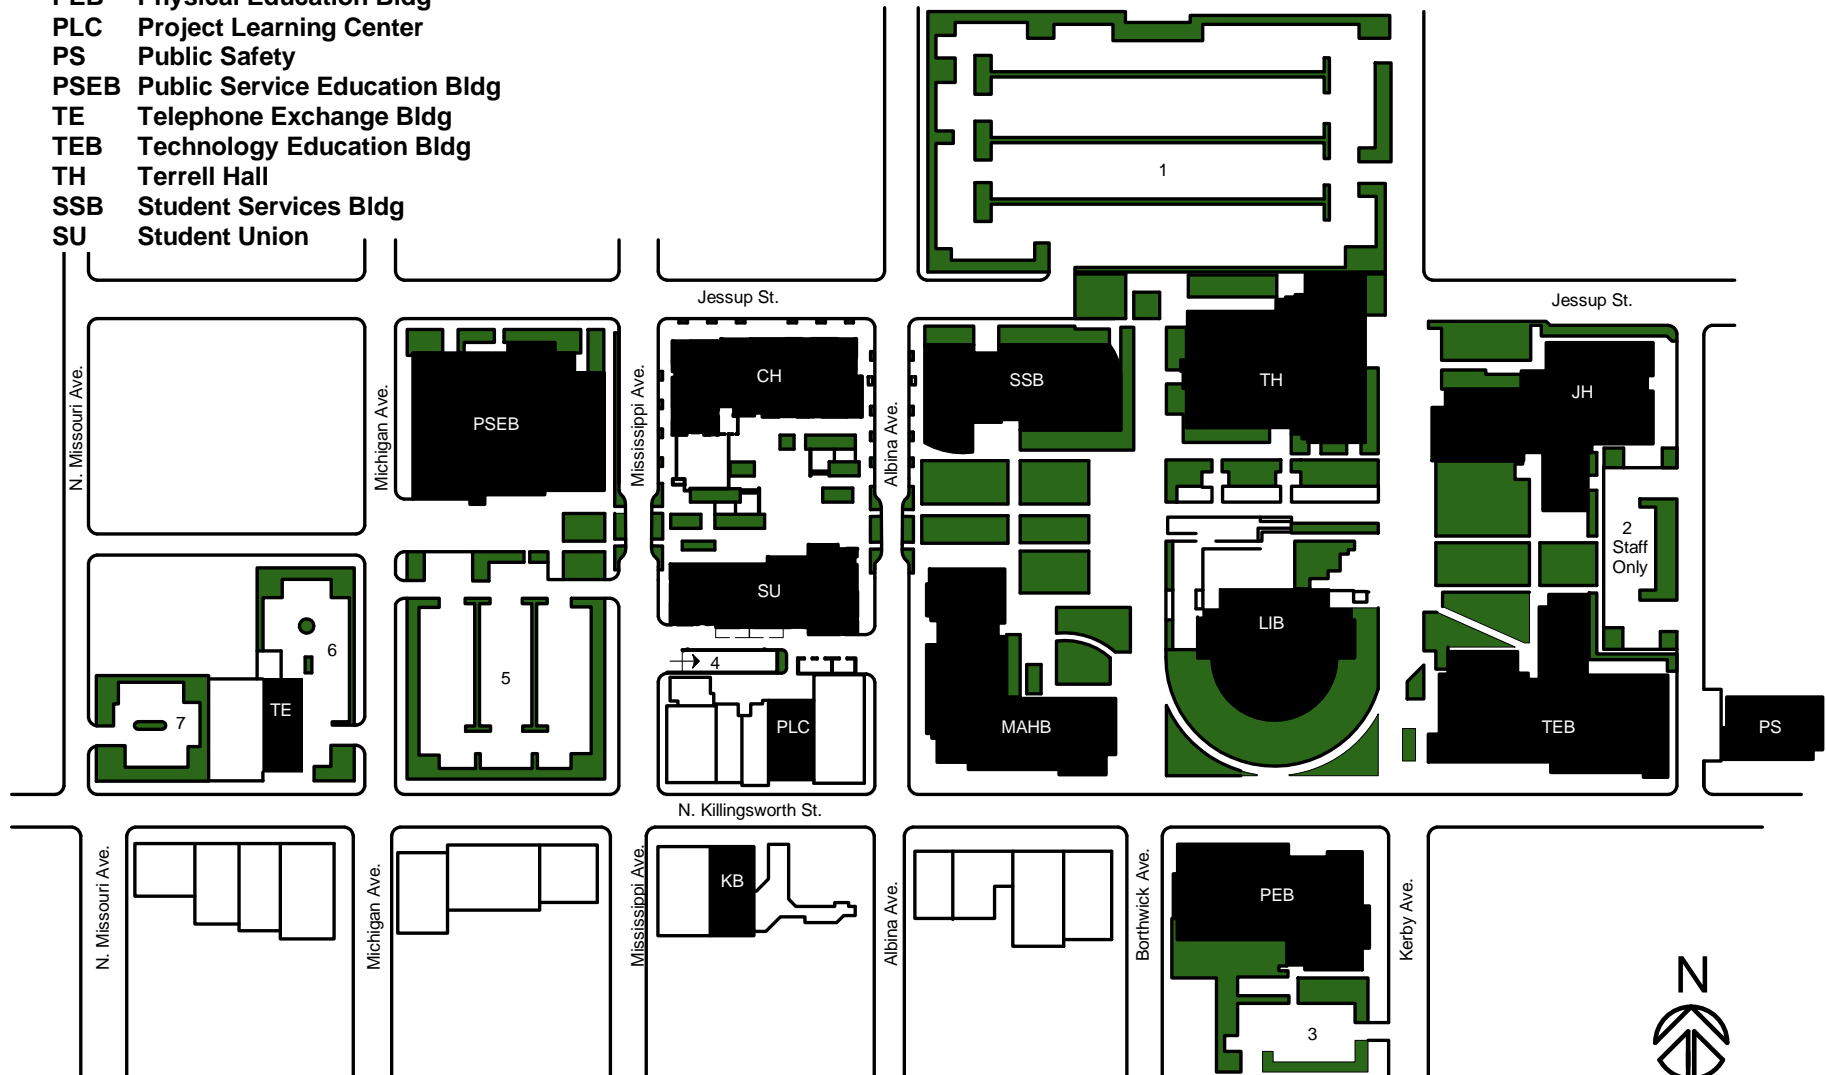 PEB Physical Education Bldg
PLC Project Learning Center
PS Public Safety
PSEB Public Service Education Bldg
TE Telephone Exchange Bldg
TEB Technology Education Bldg
TH Terrell Hall
SSB Student Services Bldg
SU Student Union
1
Jessup St.
Jessup St.
N. Missouri Ave.
Michigan Ave.
PSEB
Mississippi Ave.
CH
Albina Ave.
SSB
TH
JH
2
Staff
Only
SU
LIB
6
5
4
7
TE
PLC
MAHB
TEB
PS
N. Killingsworth St.
N. Missouri Ave.
Michigan Ave.
Mississippi Ave.
KB
Albina Ave.
Borthwick Ave.
PEB
Kerby Ave.
N
3